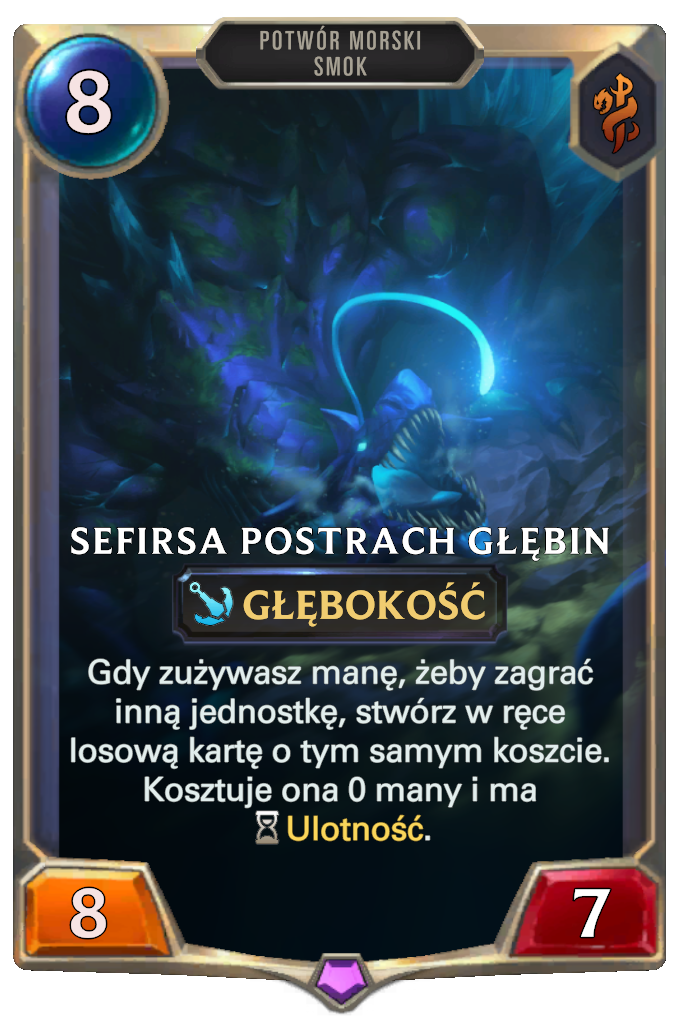 POTWÓR MORSKI
SMOK
8
SEFIRSA POSTRACH GŁĘBIN
GŁĘBOKOŚĆ
Gdy zużywasz manę, żeby zagrać
inną jednostkę, stwórz w ręce
losową kartę o tym samym koszcie.
Kosztuje ona 0 many i ma
Ulotność.
8
7